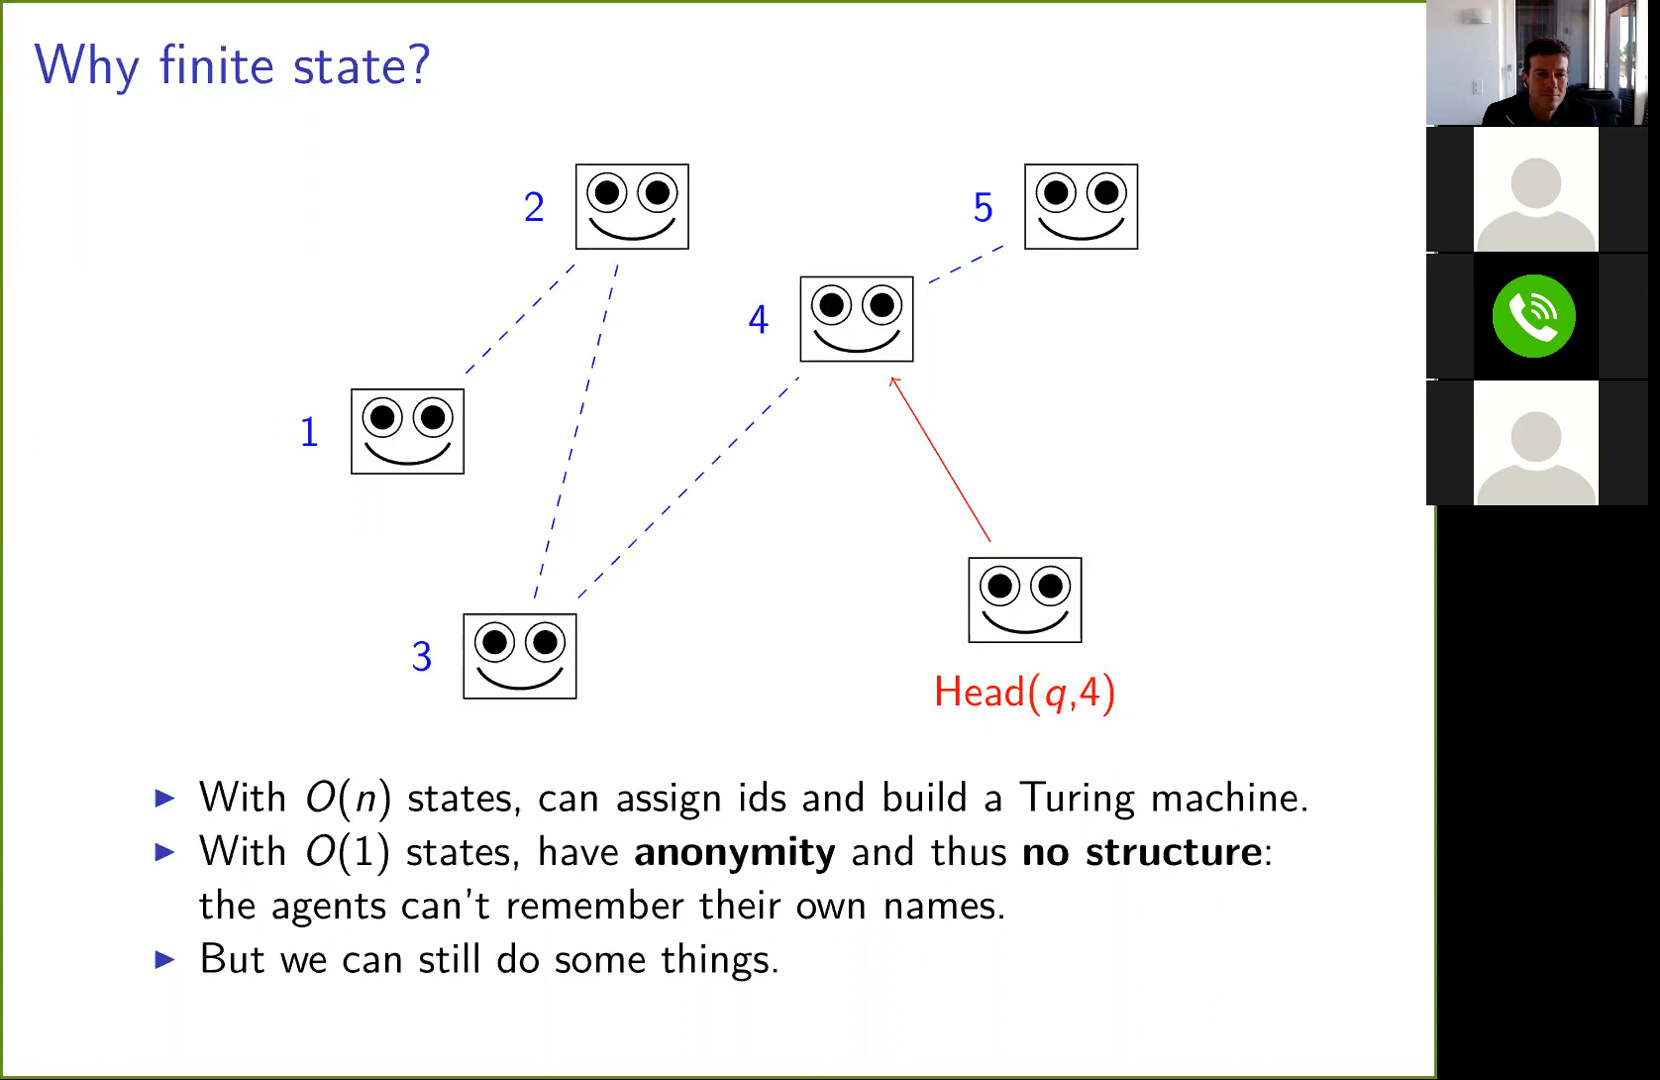 Why finite state?
2
5
4
1
3
Head(q,4)
▶ With O(n) states, can assign ids and build a Turing machine.
▶ With O(1) states, have anonymity and thus no structure:
the agents can't remember their own names.
▶ But we can still do some things.